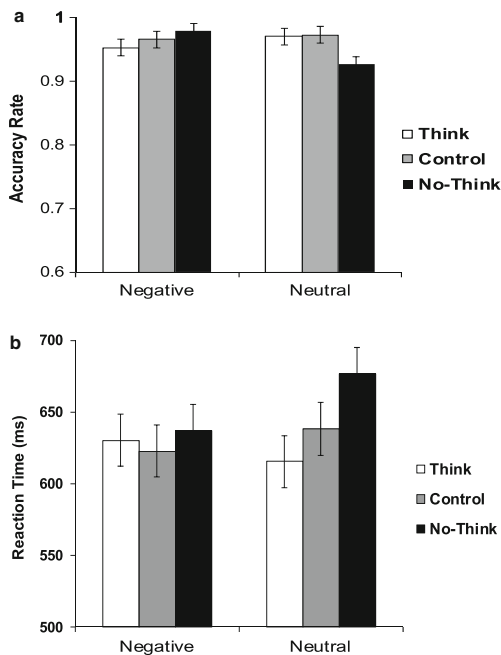 a
1
0.9
0.8
0.7
0.6
Accuracy Rate
Negative
Neutral
Think
Control
No-Think
b
700
650
600
550
500
Reaction Time (ms)
Negative
Neutral
Think
Control
No-Think